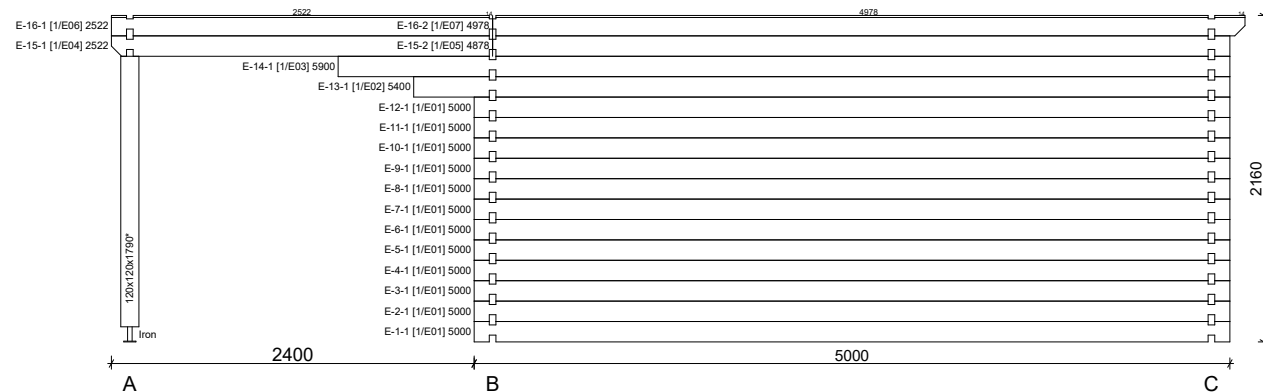 2522
14
4978
14
E-16-1 [1/E06] 2522
E-16-2 [1/E07] 4978
E-15-1 [1/E04] 2522
E-15-2 [1/E05] 4878
E-14-1 [1/E03] 5900
E-13-1 [1/E02] 5400
E-12-1 [1/E01] 5000
E-11-1 [1/E01] 5000
E-10-1 [1/E01] 5000
E-9-1 [1/E01] 5000
E-8-1 [1/E01] 5000
E-7-1 [1/E01] 5000
E-6-1 [1/E01] 5000
E-5-1 [1/E01] 5000
E-4-1 [1/E01] 5000
E-3-1 [1/E01] 5000
E-2-1 [1/E01] 5000
E-1-1 [1/E01] 5000
120x120x1790*
Iron
2160
2400
5000
A
B
C